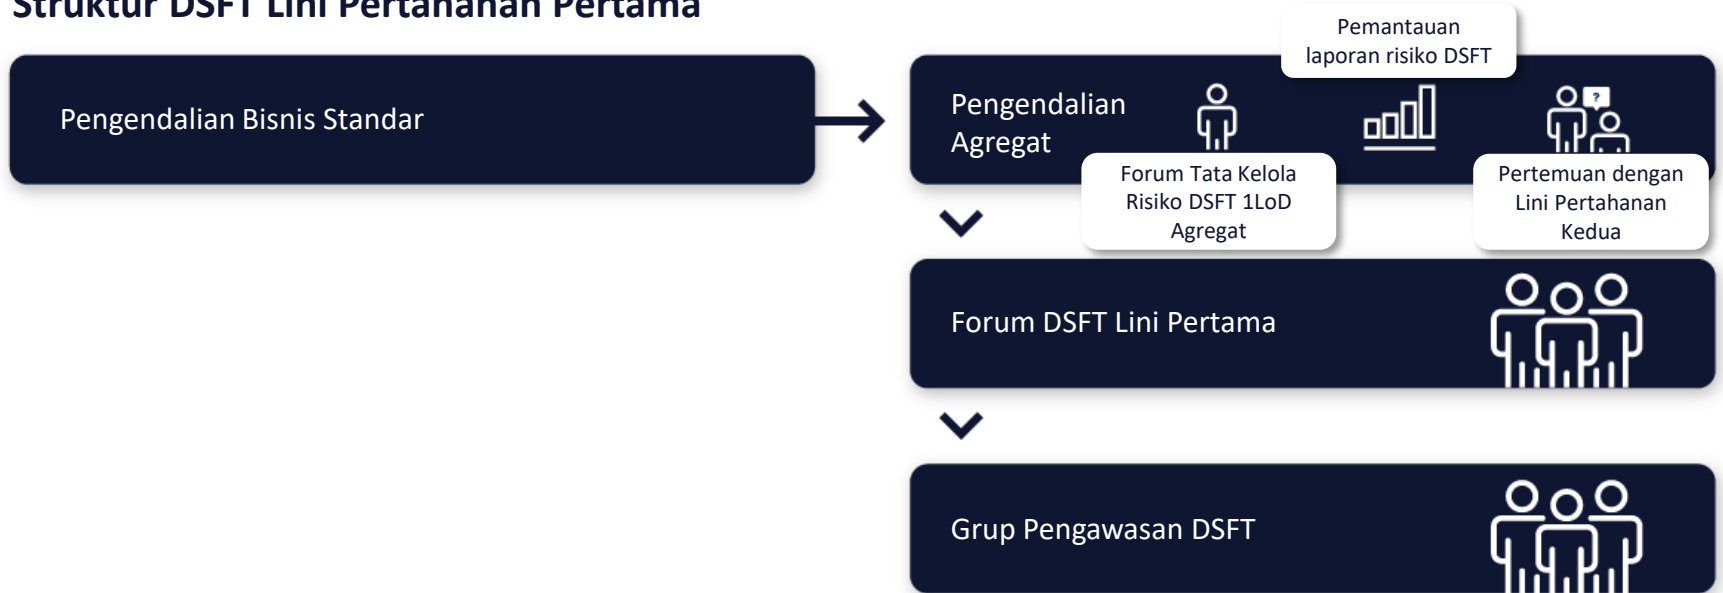 Struktur DSFT Lini Pertahanan Pertama
Pengendalian Bisnis Standar
Pengendalian
Agregat
Pemantauan
laporan risiko DSFT
?
Forum Tata Kelola
Risiko DSFT 1LoD
Agregat
Pertemuan dengan
Lini Pertahanan
Kedua
Forum DSFT Lini Pertama
Grup Pengawasan DSFT